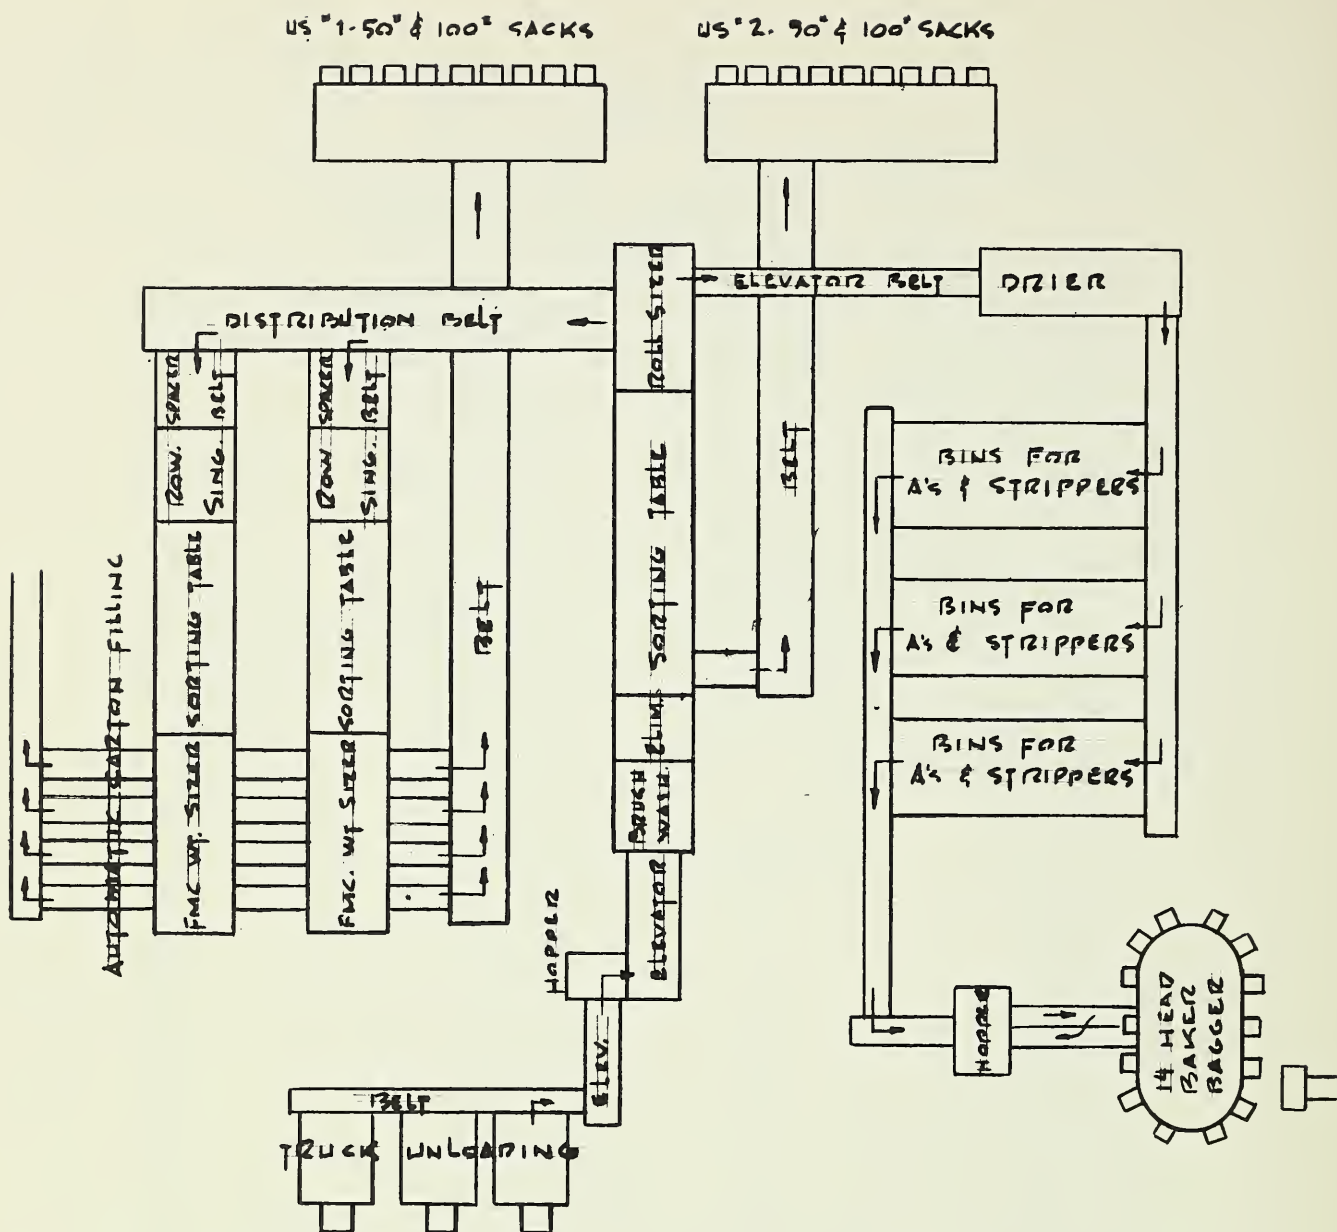 US #1-50# & 100# SACKS
US #2. 50# & 100# SACKS
ROLL SIZER
ELEVATOR BELT
DRIER
DISTRIBUTION BELT
SPACER BELT
SPACER BELT
ROW. SING.
ROW. SING.
SORTING TABLE
SORTING TABLE
BELT
SORTING TABLE
BELT
BINS FOR
A's & STRIPPERS
BINS FOR
A's & STRIPPERS
BINS FOR
A's & STRIPPERS
AUTOMATIC CARTON FILLING
FMC. WT. SIZER
FMC. WT SIZER
ELIM.
BRUSH WASH.
ELEVATOR
HOPPER
ELEV.
BELT
TRUCK UNLOADING
HOPPER
14 HEAD
BAKER
BAGGER